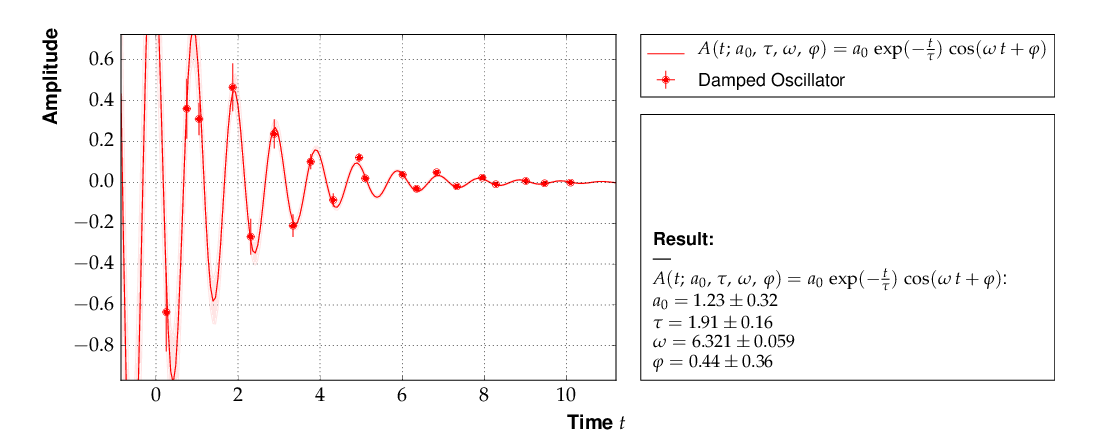 Amplitude
0.6
0.4
0.2
0.0
−0.2
−0.4
−0.6
−0.8
0 2 4 6 8 10
Time t
A(t; a₀, τ, ω, φ) = a₀ exp(−t/τ) cos(ω t + φ)
Damped Oscillator
Result:
—
A(t; a₀, τ, ω, φ) = a₀ exp(−t/τ) cos(ω t + φ):
a₀ = 1.23 ± 0.32
τ = 1.91 ± 0.16
ω = 6.321 ± 0.059
φ = 0.44 ± 0.36